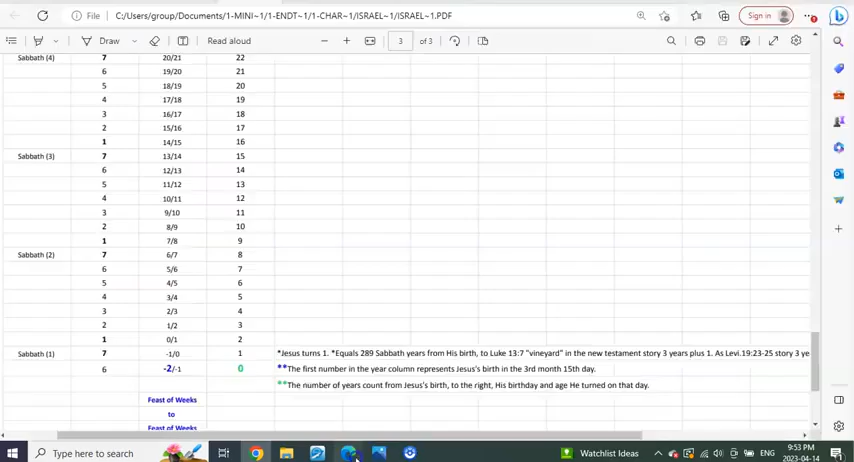 File C:/Users/group/Documents/1-MINI~1/1-ENDT~1/1-CHAR~1/ISRAEL~1/ISRAEL~1.PDF Sign in
Draw Read aloud 3 of 3
Sabbath (4) 7 20/21 22
6 19/20 21
5 18/19 20
4 17/18 19
3 16/17 18
2 15/16 17
1 14/15 16
Sabbath (3) 7 13/14 15
6 12/13 14
5 11/12 13
4 10/11 12
3 9/10 11
2 8/9 10
1 7/8 9
Sabbath (2) 7 6/7 8
6 5/6 7
5 4/5 6
4 3/4 5
3 2/3 4
2 1/2 3
1 0/1 2
Sabbath (1) 7 -1/0 1 *Jesus turns 1. *Equals 289 Sabbath years from His birth, to Luke 13:7 "vineyard" in the new testament story 3 years plus 1. As Levi.19:23-25 story 3 ye
6 -2/-1 0 **The first number in the year column represents Jesus's birth in the 3rd month 15th day.
**The number of years count from Jesus's birth, to the right, His birthday and age He turned on that day.
Feast of Weeks
to
Feast of Weeks
Type here to search Watchlist Ideas ENG 9:53 PM
2023-04-14